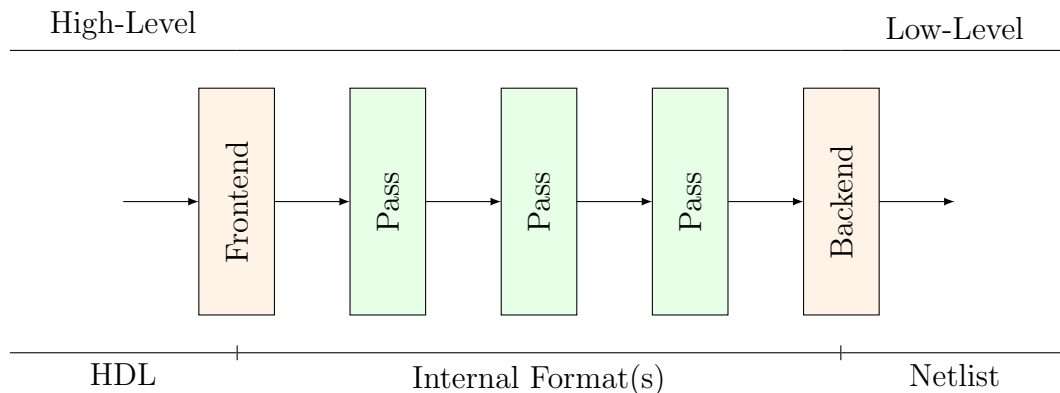 High-Level
Low-Level
Frontend
Pass
Pass
Pass
Backend
HDL
Internal Format(s)
Netlist